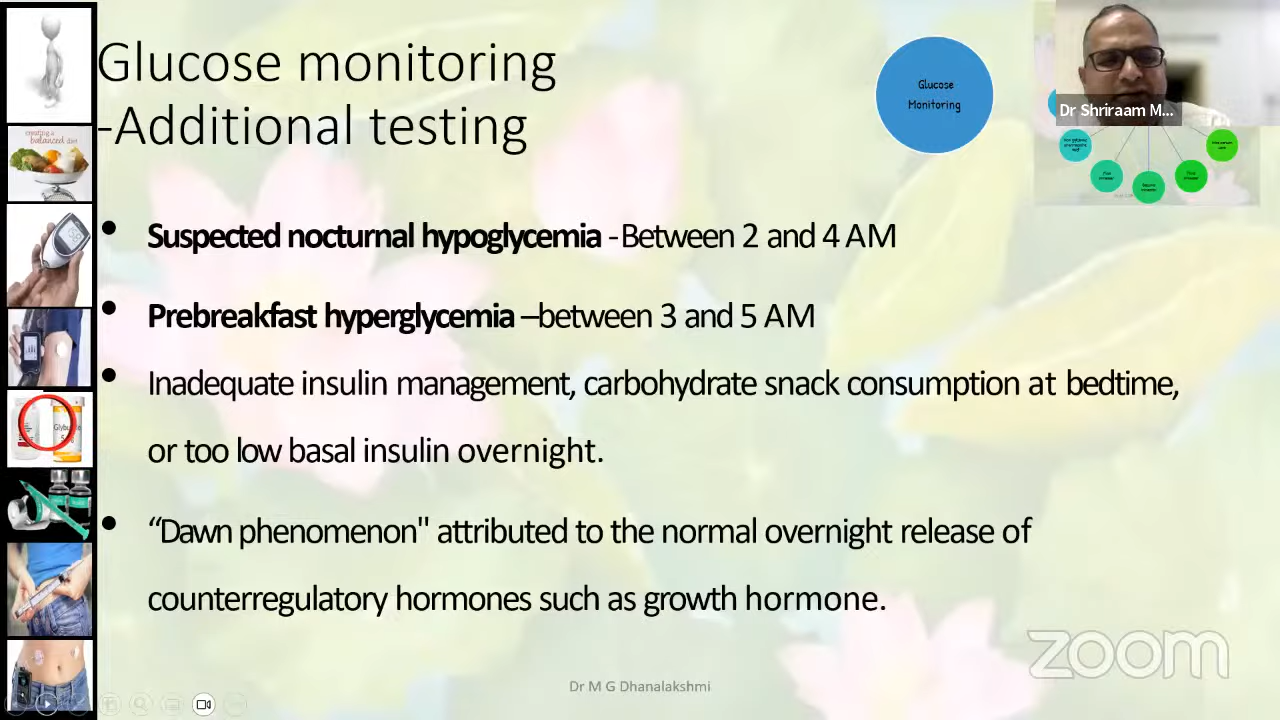 Glucose monitoring
-Additional testing
Glucose
Monitoring
Dr Shriraam M...
• Suspected nocturnal hypoglycemia - Between 2 and 4 AM
• Prebreakfast hyperglycemia –between 3 and 5 AM
• Inadequate insulin management, carbohydrate snack consumption at bedtime,
or too low basal insulin overnight.
• “Dawn phenomenon" attributed to the normal overnight release of
counterregulatory hormones such as growth hormone.
zoom
Dr M G Dhanalakshmi